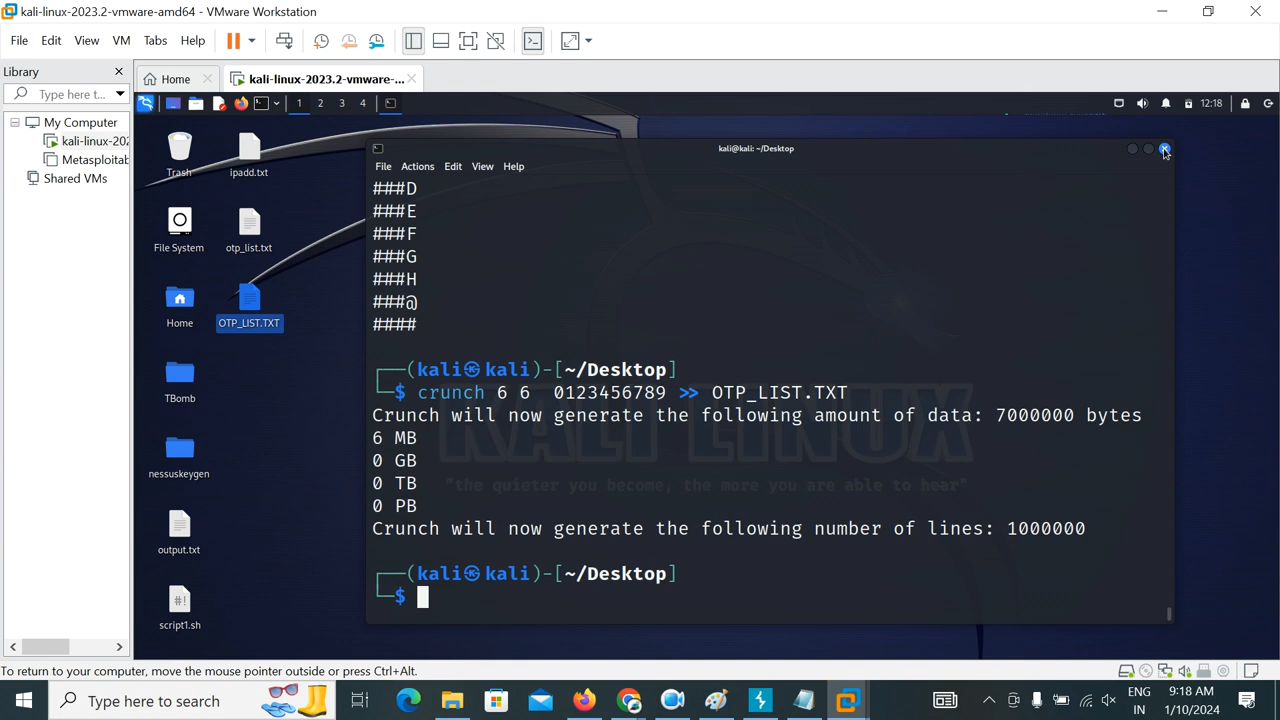 kali-linux-2023.2-vmware-amd64 - VMware Workstation
File Edit View VM Tabs Help
Library
Type here t...
My Computer
kali-linux-202
Metasploitab
Shared VMs
Home
kali-linux-2023.2-vmware-...
1 2 3 4
12:18
Trash
ipadd.txt
File System
otp_list.txt
Home
OTP_LIST.TXT
TBomb
nessuskeygen
output.txt
script1.sh
kali@kali: ~/Desktop
File Actions Edit View Help
###D
###E
###F
###G
###H
###@
####
┌──(kali㉿kali)-[~/Desktop]
└─$ crunch 6 6  0123456789 >> OTP_LIST.TXT
Crunch will now generate the following amount of data: 7000000 bytes
6 MB
0 GB
0 TB
0 PB
Crunch will now generate the following number of lines: 1000000
┌──(kali㉿kali)-[~/Desktop]
└─$
KALI LINUX
"the quieter you become, the more you are able to hear"
To return to your computer, move the mouse pointer outside or press Ctrl+Alt.
Type here to search
ENG
IN
9:18 AM
1/10/2024